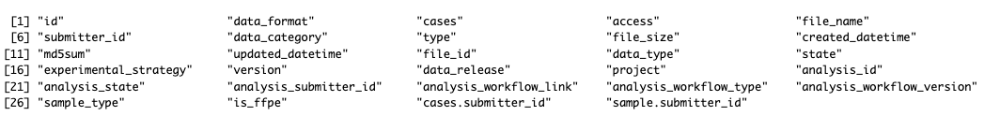 [1] "id" "data_format" "cases" "access" "file_name"
[6] "submitter_id" "data_category" "type" "file_size" "created_datetime"
[11] "md5sum" "updated_datetime" "file_id" "data_type" "state"
[16] "experimental_strategy" "version" "data_release" "project" "analysis_id"
[21] "analysis_state" "analysis_submitter_id" "analysis_workflow_link" "analysis_workflow_type" "analysis_workflow_version"
[26] "sample_type" "is_ffpe" "cases.submitter_id" "sample.submitter_id"